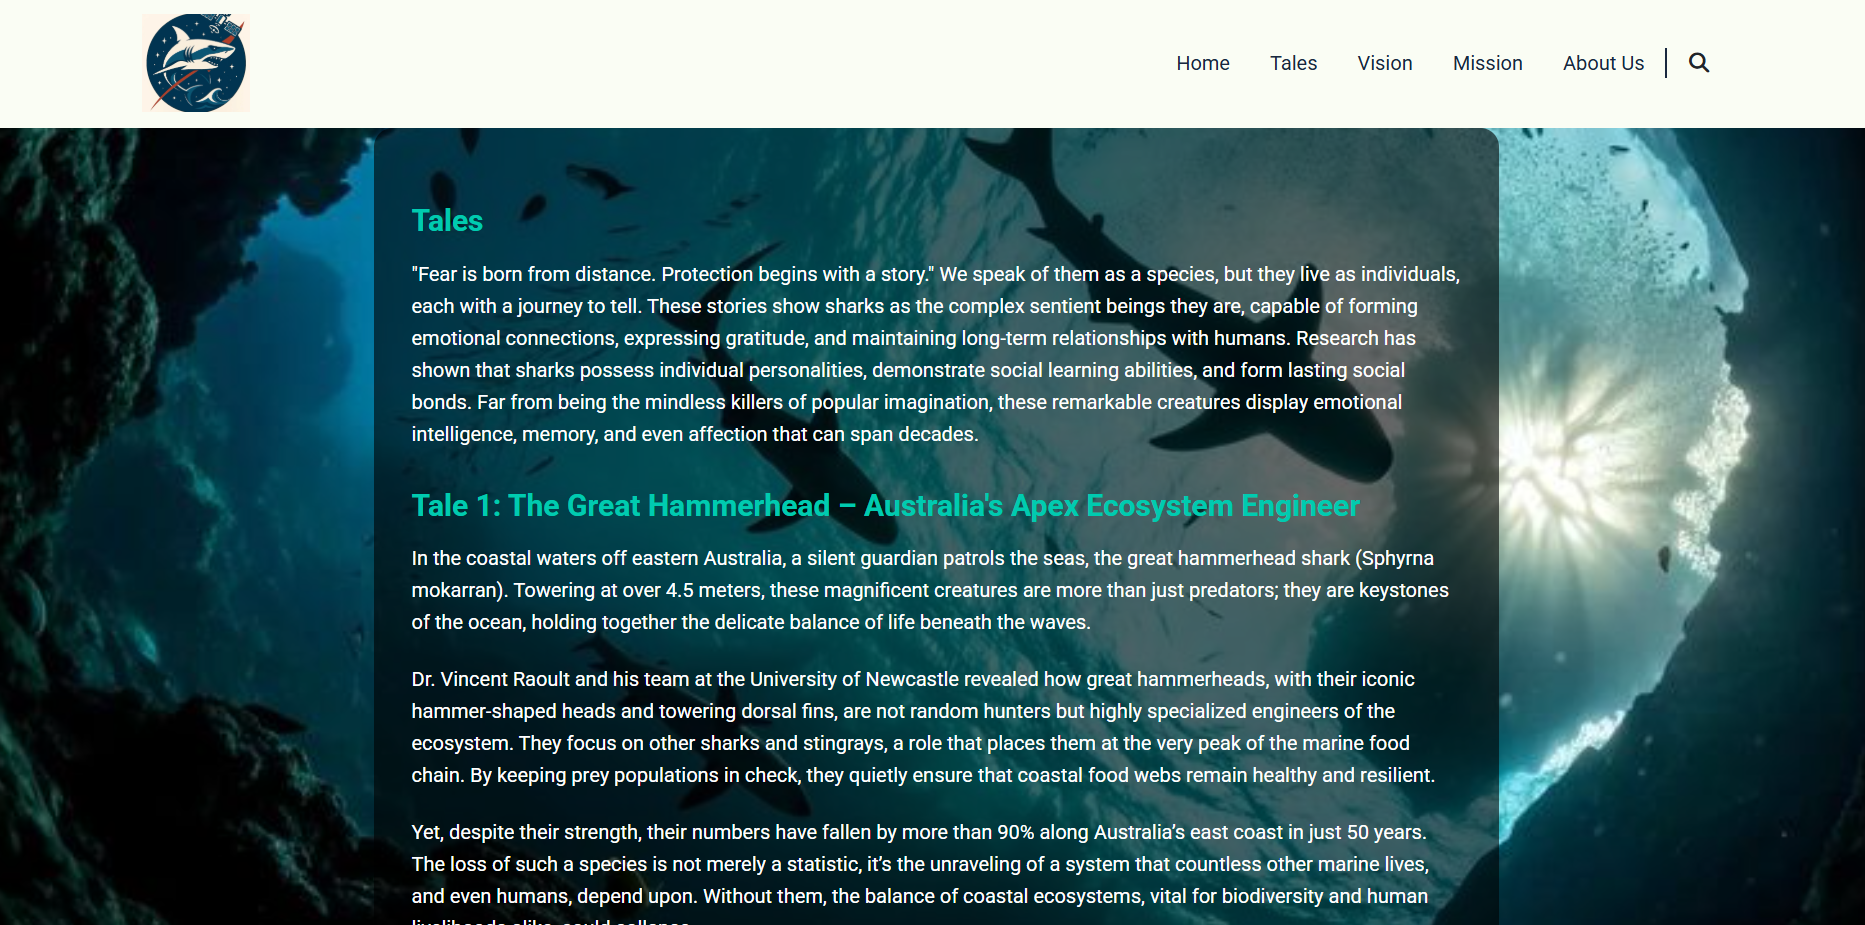 Home
Tales
Vision
Mission
About Us
Tales
"Fear is born from distance. Protection begins with a story." We speak of them as a species, but they live as individuals,
each with a journey to tell. These stories show sharks as the complex sentient beings they are, capable of forming
emotional connections, expressing gratitude, and maintaining long-term relationships with humans. Research has
shown that sharks possess individual personalities, demonstrate social learning abilities, and form lasting social
bonds. Far from being the mindless killers of popular imagination, these remarkable creatures display emotional
intelligence, memory, and even affection that can span decades.
Tale 1: The Great Hammerhead – Australia's Apex Ecosystem Engineer
In the coastal waters off eastern Australia, a silent guardian patrols the seas, the great hammerhead shark (Sphyrna
mokarran). Towering at over 4.5 meters, these magnificent creatures are more than just predators; they are keystones
of the ocean, holding together the delicate balance of life beneath the waves.
Dr. Vincent Raoult and his team at the University of Newcastle revealed how great hammerheads, with their iconic
hammer-shaped heads and towering dorsal fins, are not random hunters but highly specialized engineers of the
ecosystem. They focus on other sharks and stingrays, a role that places them at the very peak of the marine food
chain. By keeping prey populations in check, they quietly ensure that coastal food webs remain healthy and resilient.
Yet, despite their strength, their numbers have fallen by more than 90% along Australia’s east coast in just 50 years.
The loss of such a species is not merely a statistic, it’s the unraveling of a system that countless other marine lives,
and even humans, depend upon. Without them, the balance of coastal ecosystems, vital for biodiversity and human